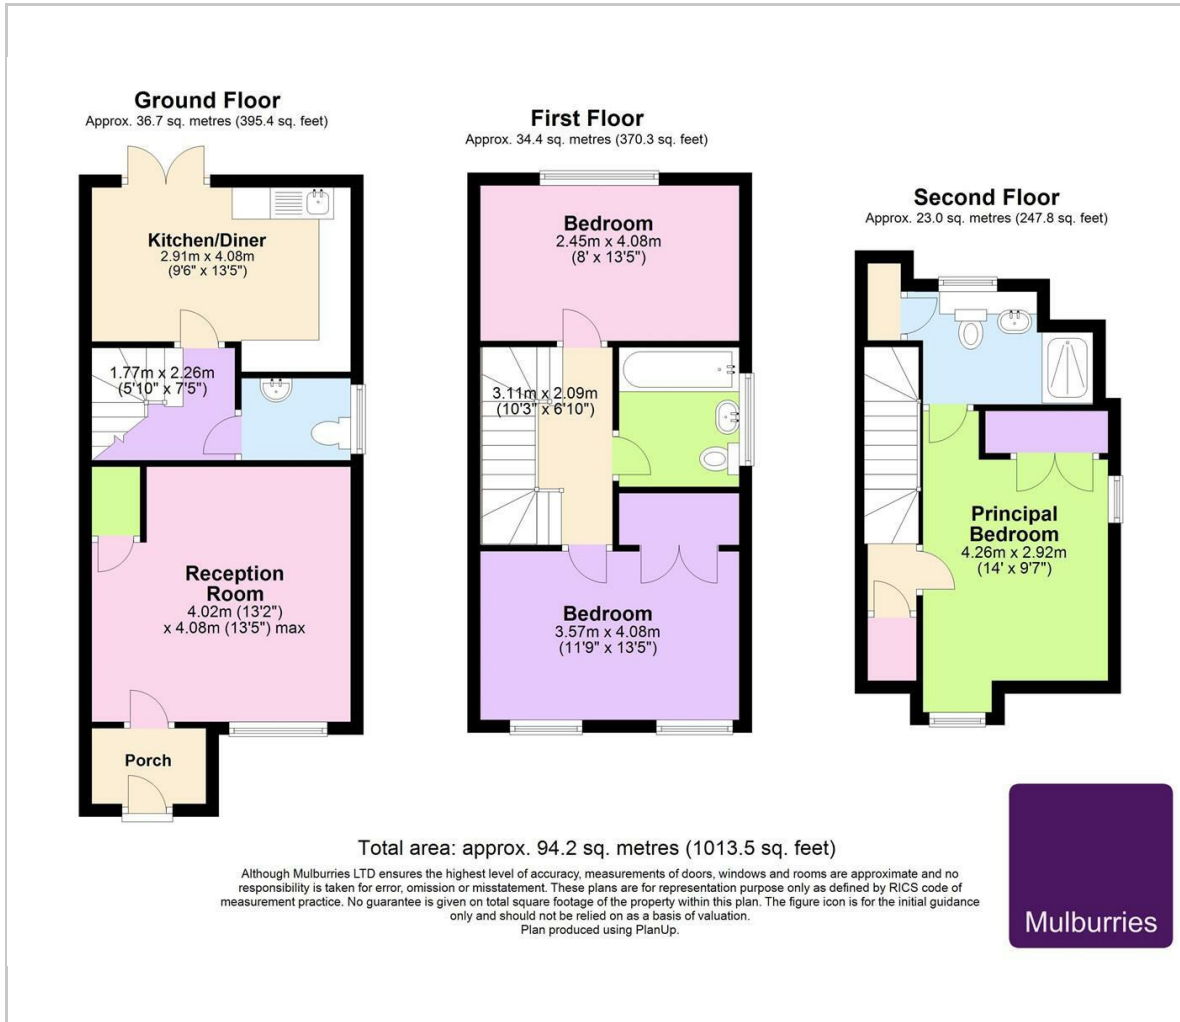 Ground Floor
Approx. 36.7 sq. metres (395.4 sq. feet)
Kitchen/Diner
2.91m x 4.08m
(9'6" x 13'5")
1.77m x 2.26m
(5'10" x 7'5")
Reception
Room
4.02m (13'2")
x 4.08m (13'5") max
Porch
First Floor
Approx. 34.4 sq. metres (370.3 sq. feet)
Bedroom
2.45m x 4.08m
(8' x 13'5")
3.11m x 2.09m
(10'3" x 6'10")
Bedroom
3.57m x 4.08m
(11'9" x 13'5")
Second Floor
Approx. 23.0 sq. metres (247.8 sq. feet)
Principal
Bedroom
4.26m x 2.92m
(14' x 9'7")
Total area: approx. 94.2 sq. metres (1013.5 sq. feet)
Although Mulburries LTD ensures the highest level of accuracy, measurements of doors, windows and rooms are approximate and no
responsibility is taken for error, omission or misstatement. These plans are for representation purpose only as defined by RICS code of
measurement practice. No guarantee is given on total square footage of the property within this plan. The figure icon is for the initial guidance
only and should not be relied on as a basis of valuation.
Plan produced using PlanUp.
Mulburries